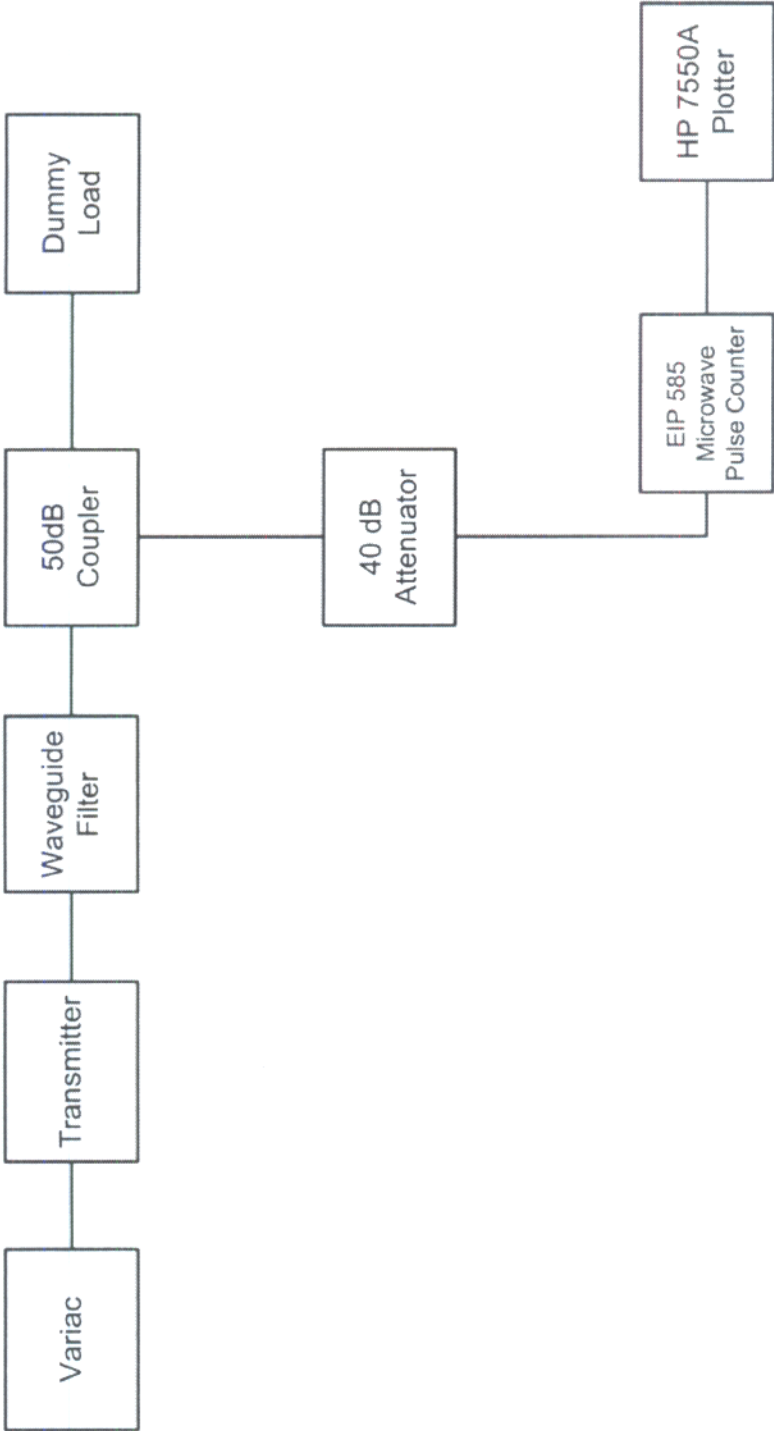 Variac
Transmitter
Waveguide
Filter
50dB
Coupler
Dummy
Load
40 dB
Attenuator
EIP 585
Microwave
Pulse Counter
HP 7550A
Plotter